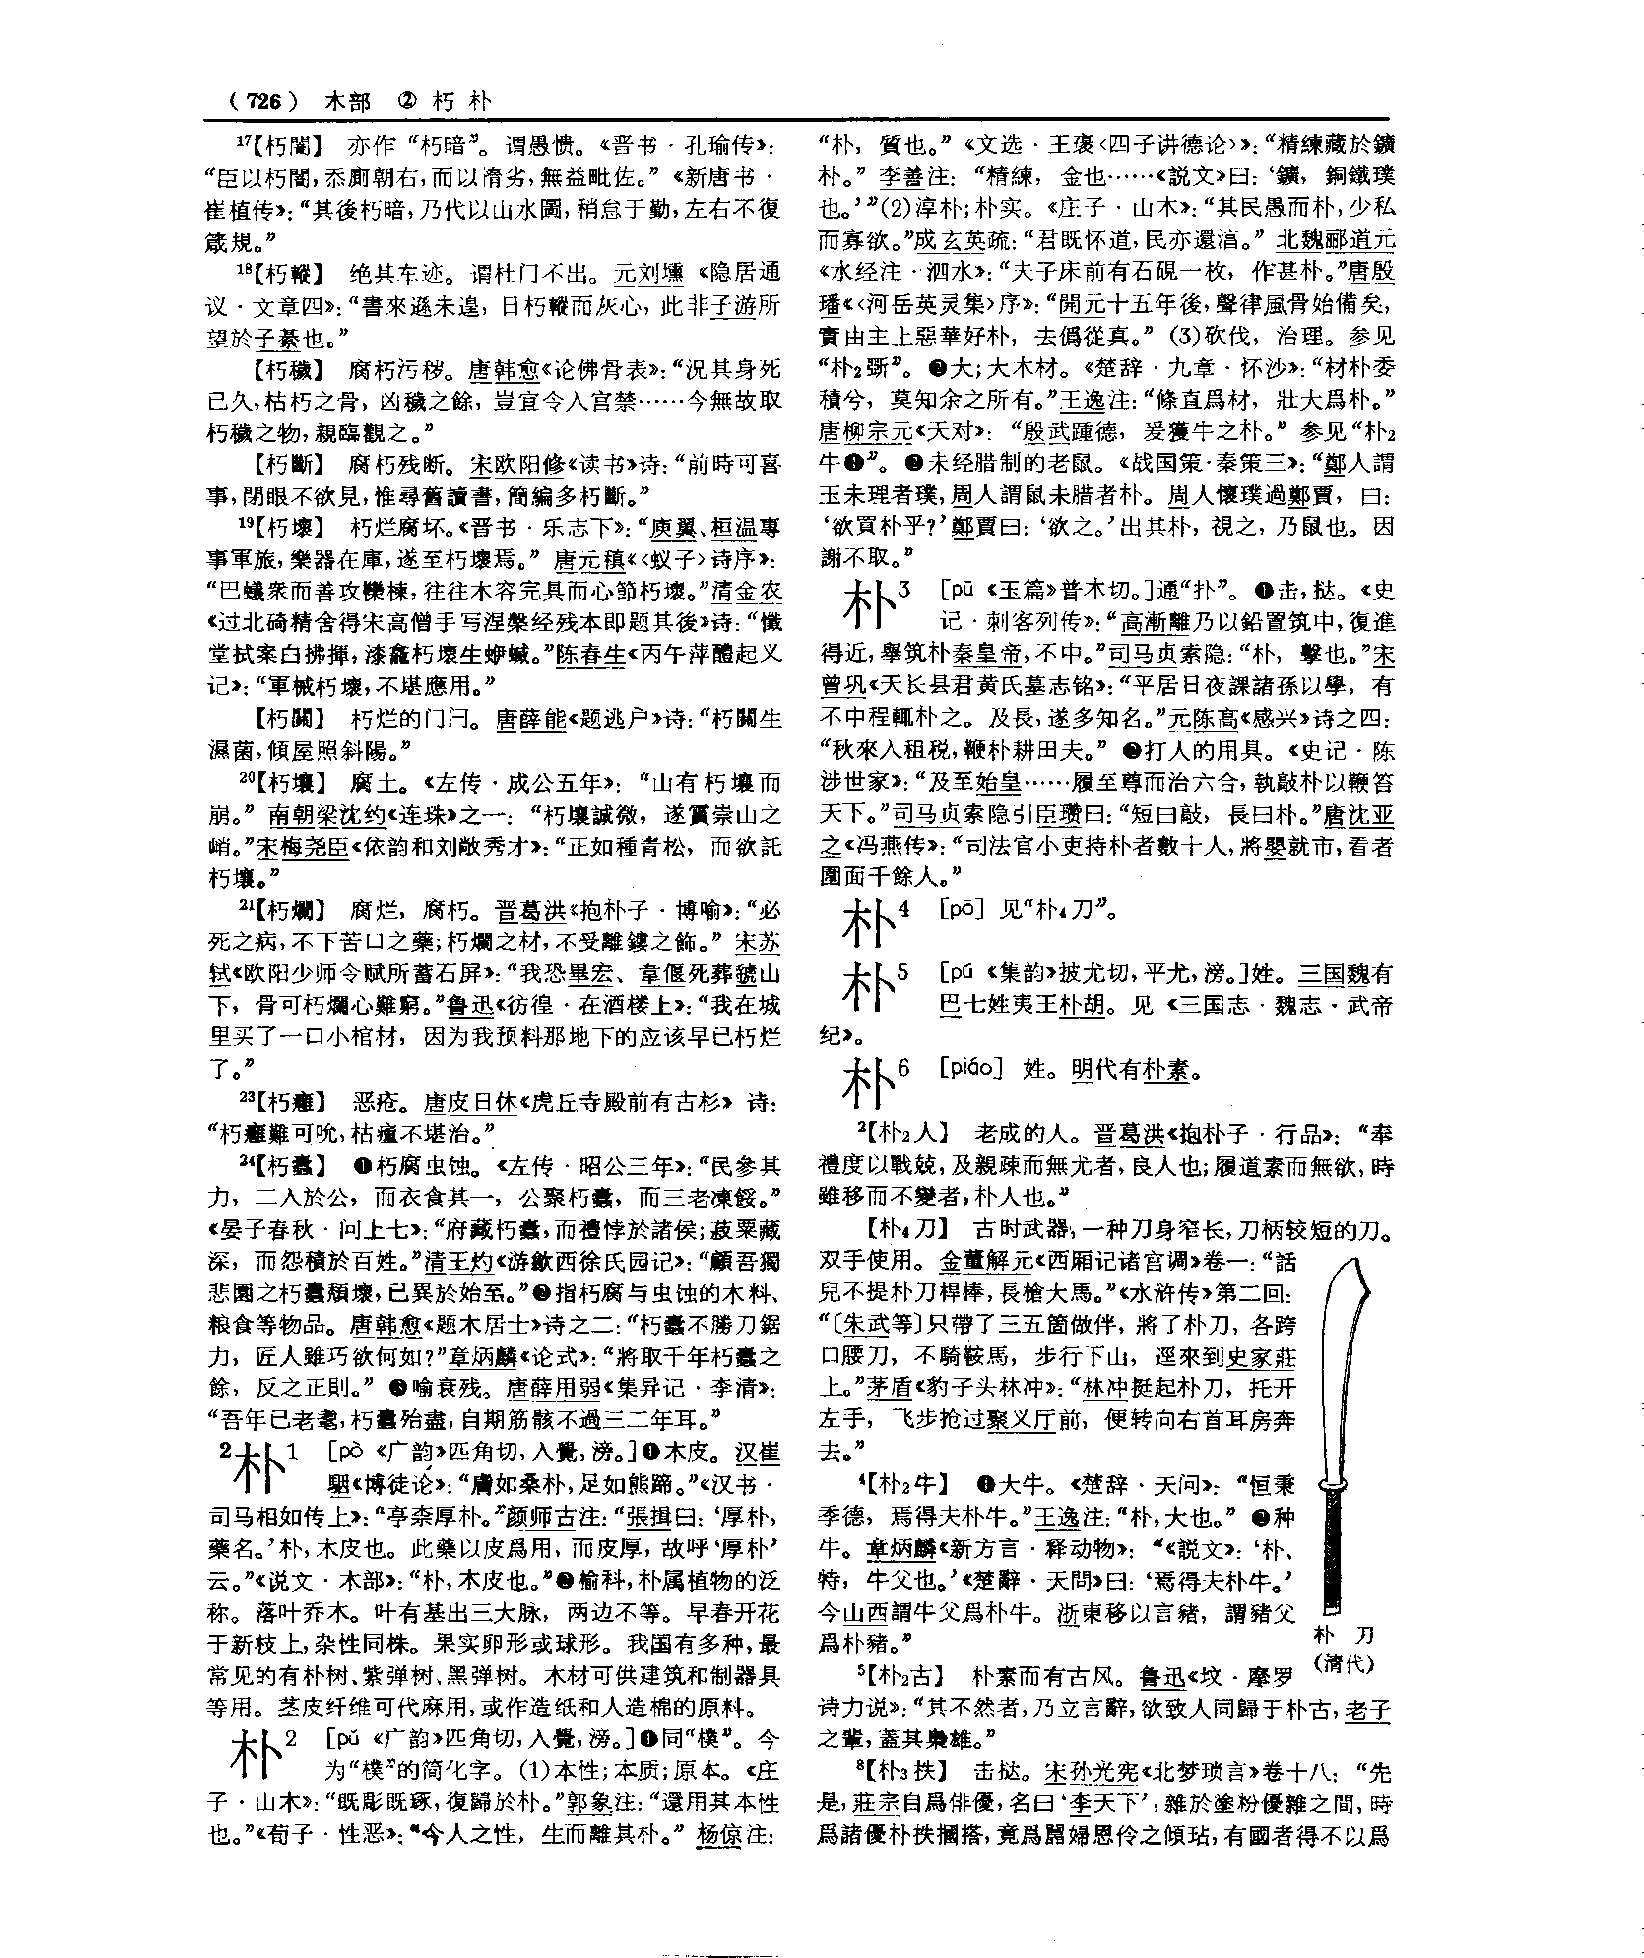 （726） 木部 ② 朽 朴
¹⁷【朽闇】 亦作“朽暗”。谓愚愦。《晋书·孔瑜传》：
“臣以朽闇，忝廁朝右，而以惰劣，無益毗佐。”《新唐书·
崔植传》：“其後朽暗，乃代以山水圖，稍怠于勤，左右不復
箴規。”
¹⁸【朽轍】 绝其车迹。谓杜门不出。元刘壎《隐居通
议·文章四》：“書來遜未遑，日朽轍而灰心，此非子游所
望於子綦也。”
【朽穢】 腐朽污秽。唐韩愈《论佛骨表》：“況其身死
已久，枯朽之骨，凶穢之餘，豈宜令入宫禁……今無故取
朽穢之物，親臨觀之。”
【朽斷】 腐朽残断。宋欧阳修《读书》诗：“前時可喜
事，閉眼不欲見，惟尋舊讀書，簡編多朽斷。”
¹⁹【朽壞】 朽烂腐坏。《晋书·乐志下》：“庾翼、桓温專
事軍旅，樂器在庫，遂至朽壞焉。”唐元稹《〈蚁子〉诗序》：
“巴蟻衆而善攻欒棟，往往木容完具而心節朽壞。”清金农
《过北碕精舍得宋高僧手写涅槃经残本即题其後》诗：“懺
堂拭案白拂揮，漆龕朽壞生蛜蝛。”陈春生《丙午萍醴起义
记》：“軍械朽壞，不堪應用。”
【朽闑】 朽烂的门闩。唐薛能《题逃户》诗：“朽闑生
濕菌，傾屋照斜陽。”
²⁰【朽壤】 腐土。《左传·成公五年》：“山有朽壤而
崩。”南朝梁沈约《连珠》之一：“朽壤誠微，遂賈崇山之
峭。”宋梅尧臣《依韵和刘敞秀才》：“正如種青松，而欲託
朽壤。”
²¹【朽爛】 腐烂，腐朽。晋葛洪《抱朴子·博喻》：“必
死之病，不下苦口之藥；朽爛之材，不受雕鏤之飾。”宋苏
轼《欧阳少师令赋所蓄石屏》：“我恐畢宏、韋偃死葬虢山
下，骨可朽爛心難窮。”鲁迅《彷徨·在酒楼上》：“我在城
里买了一口小棺材，因为我预料那地下的应该早已朽烂
了。”
²³【朽癰】 恶疮。唐皮日休《虎丘寺殿前有古杉》诗：
“朽癰難可吮，枯瘇不堪治。”
²⁴【朽蠹】 ❶朽腐虫蚀。《左传·昭公三年》：“民參其
力，二入於公，而衣食其一，公聚朽蠹，而三老凍餒。”
《晏子春秋·问上七》：“府藏朽蠹，而禮悖於諸侯；菽粟藏
深，而怨積於百姓。”清王灼《游歙西徐氏园记》：“顧吾獨
悲園之朽蠹頽壞，已異於始至。”❷指朽腐与虫蚀的木料、
粮食等物品。唐韩愈《题木居士》诗之二：“朽蠹不勝刀鋸
力，匠人雖巧欲何如？”章炳麟《论式》：“將取千年朽蠹之
餘，反之正則。”❸喻衰残。唐薛用弱《集异记·李清》：
“吾年已老耄，朽蠹殆盡，自期筋骸不過三二年耳。”
2朴1 ［pò 《广韵》匹角切，入覺，滂。］❶木皮。汉崔
駰《博徒论》：“膚如桑朴，足如熊蹄。”《汉书·
司马相如传上》：“亭柰厚朴。”颜师古注：“張揖曰：‘厚朴，
藥名。’朴，木皮也。此藥以皮爲用，而皮厚，故呼‘厚朴’
云。”《说文·木部》：“朴，木皮也。”❷榆科，朴属植物的泛
称。落叶乔木。叶有基出三大脉，两边不等。早春开花
于新枝上，杂性同株。果实卵形或球形。我国有多种，最
常见的有朴树、紫弹树、黑弹树。木材可供建筑和制器具
等用。茎皮纤维可代麻用，或作造纸和人造棉的原料。
朴2 ［pǔ 《广韵》匹角切，入覺，滂。］❶同“樸”。今
为“樸”的简化字。(1)本性；本质；原本。《庄
子·山木》：“既彫既琢，復歸於朴。”郭象注：“還用其本性
也。”《荀子·性恶》：“今人之性，生而離其朴。”杨倞注：
“朴，質也。”《文选·王褒〈四子讲德论〉》：“精練藏於鑛
朴。”李善注：“精練，金也……《説文》曰：‘鑛，銅鐵璞
也。’”(2)淳朴；朴实。《庄子·山木》：“其民愚而朴，少私
而寡欲。”成玄英疏：“君既怀道，民亦還淳。”北魏郦道元
《水经注·泗水》：“夫子床前有石硯一枚，作甚朴。”唐殷
璠《〈河岳英灵集〉序》：“開元十五年後，聲律風骨始備矣，
實由主上惡華好朴，去僞從真。”(3)砍伐，治理。参见
“朴₂斲”。❷大；大木材。《楚辞·九章·怀沙》：“材朴委
積兮，莫知余之所有。”王逸注：“條直爲材，壯大爲朴。”
唐柳宗元《天对》：“殷武踵德，爰獲牛之朴。”参见“朴₂
牛❶”。❸未经腊制的老鼠。《战国策·秦策三》：“鄭人謂
玉未理者璞，周人謂鼠未腊者朴。周人懷璞過鄭賈，曰：
‘欲買朴乎？’鄭賈曰：‘欲之。’出其朴，視之，乃鼠也。因
謝不取。”
朴3 ［pū 《玉篇》普木切。］通“扑”。❶击，挞。《史
记·刺客列传》：“高漸離乃以鉛置筑中，復進
得近，舉筑朴秦皇帝，不中。”司马贞索隐：“朴，擊也。”宋
曾巩《天长县君黄氏墓志铭》：“平居日夜課諸孫以學，有
不中程輒朴之。及長，遂多知名。”元陈高《感兴》诗之四：
“秋來入租税，鞭朴耕田夫。”❷打人的用具。《史记·陈
涉世家》：“及至始皇……履至尊而治六合，執敲朴以鞭笞
天下。”司马贞索隐引臣瓒曰：“短曰敲，長曰朴。”唐沈亚
之《冯燕传》：“司法官小吏持朴者數十人，將嬰就市，看者
圍面千餘人。”
朴4 ［pō］ 见“朴₄刀”。
朴5 ［pū 《集韵》披尤切，平尤，滂。］姓。三国魏有
巴七姓夷王朴胡。见《三国志·魏志·武帝
纪》。
朴6 ［piáo］ 姓。明代有朴素。
²【朴₂人】 老成的人。晋葛洪《抱朴子·行品》：“奉
禮度以戰兢，及親疎而無尤者，良人也；履道素而無欲，時
雖移而不變者，朴人也。”
【朴₄刀】 古时武器，一种刀身窄长，刀柄较短的刀。
双手使用。金董解元《西厢记诸宫调》卷一：“話
兒不提朴刀桿棒，長槍大馬。”《水浒传》第二回：
“〔朱武等〕只帶了三五箇做伴，將了朴刀，各跨
口腰刀，不騎鞍馬，步行下山，逕來到史家莊
上。”茅盾《豹子头林冲》：“林冲挺起朴刀，托开
左手，飞步抢过聚义厅前，便转向右首耳房奔
去。”
⁴【朴₂牛】 ❶大牛。《楚辞·天问》：“恒秉
季德，焉得夫朴牛。”王逸注：“朴，大也。”❷种
牛。章炳麟《新方言·释动物》：“《説文》：‘朴、
特，牛父也。’《楚辭·天問》曰：‘焉得夫朴牛。’
今山西謂牛父爲朴牛。浙東移以言豬，謂豬父
爲朴豬。”
⁵【朴₂古】 朴素而有古风。鲁迅《坟·摩罗
诗力说》：“其不然者，乃立言辭，欲致人同歸于朴古，老子
之輩，蓋其梟雄。”
⁸【朴₃抶】 击挞。宋孙光宪《北梦琐言》卷十八：“先
是，莊宗自爲俳優，名曰‘李天下’，雜於塗粉優雜之間，時
爲諸優朴抶摑搭，竟爲嚚婦恩伶之傾玷，有國者得不以爲
朴 刀
（清代）